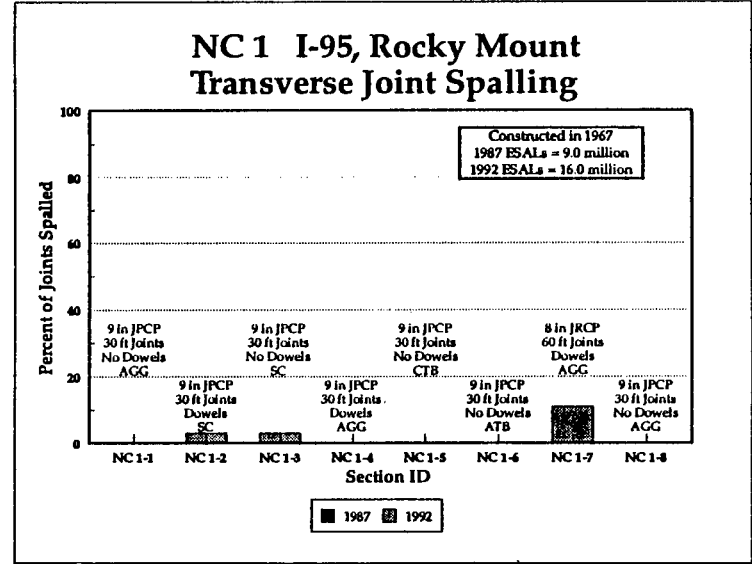 NC 1 I-95, Rocky Mount
Transverse Joint Spalling
Constructed in 1967
1987 ESALs = 9.0 million
1992 ESALs = 16.0 million
Percent of Joints Spalled
100
80
60
40
20
0
9 in JPCP
30 ft Joints
No Dowels
AGG
9 in JPCP
30 ft Joints
Dowels
SC
9 in JPCP
30 ft Joints
No Dowels
SC
9 in JPCP
30 ft Joints
Dowels
AGG
9 in JPCP
30 ft Joints
No Dowels
CTB
9 in JPCP
30 ft Joints
No Dowels
ATB
8 in JRCP
60 ft Joints
Dowels
AGG
9 in JPCP
30 ft Joints
No Dowels
AGG
NC 1-1 NC 1-2 NC 1-3 NC 1-4 NC 1-5 NC 1-6 NC 1-7 NC 1-8
Section ID
1987 1992